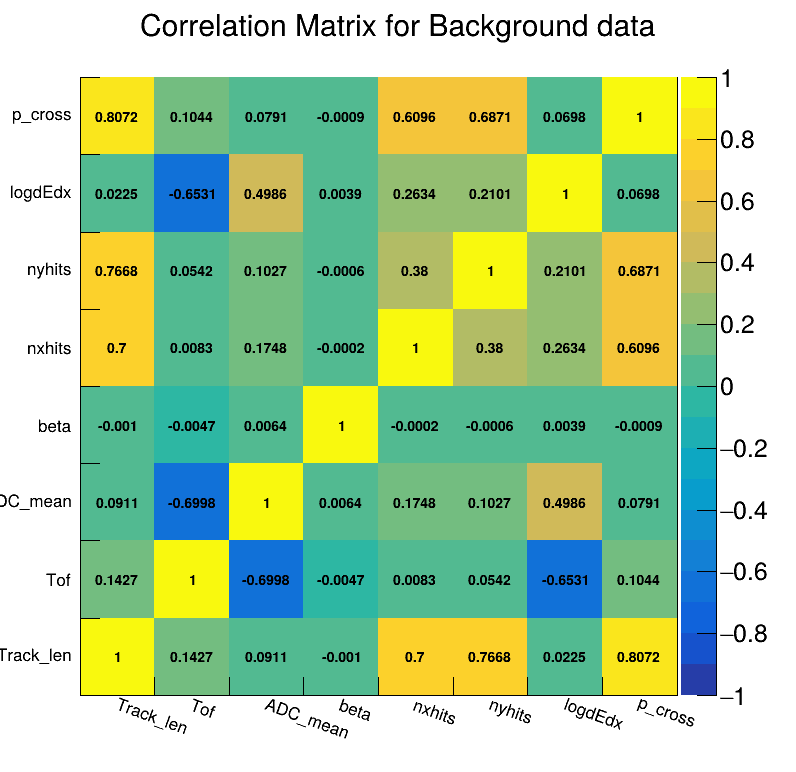 Correlation Matrix for Background data
p_cross 0.8072 0.1044 0.0791 -0.0009 0.6096 0.6871 0.0698 1
logdEdx 0.0225 -0.6531 0.4986 0.0039 0.2634 0.2101 1 0.0698
nyhits 0.7668 0.0542 0.1027 -0.0006 0.38 1 0.2101 0.6871
nxhits 0.7 0.0083 0.1748 -0.0002 1 0.38 0.2634 0.6096
beta -0.001 -0.0047 0.0064 1 -0.0002 -0.0006 0.0039 -0.0009
DC_mean 0.0911 -0.6998 1 0.0064 0.1748 0.1027 0.4986 0.0791
Tof 0.1427 1 -0.6998 -0.0047 0.0083 0.0542 -0.6531 0.1044
Track_len 1 0.1427 0.0911 -0.001 0.7 0.7668 0.0225 0.8072
Track_len Tof ADC_mean beta nxhits nyhits logdEdx p_cross
1
0.8
0.6
0.4
0.2
0
−0.2
−0.4
−0.6
−0.8
−1